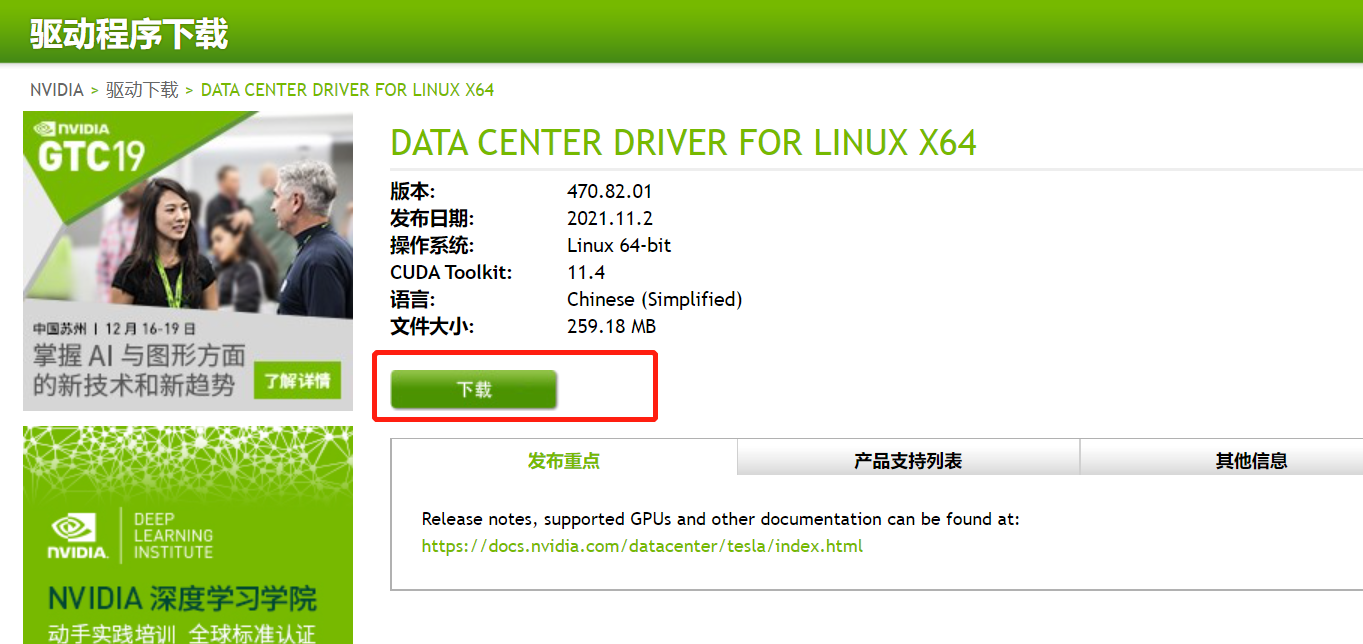 驱动程序下载
NVIDIA > 驱动下载 > DATA CENTER DRIVER FOR LINUX X64
NVIDIA
GTC19
中国苏州 | 12 月 16-19 日
掌握 AI 与图形方面
的新技术和新趋势
了解详情
NVIDIA.
DEEP
LEARNING
INSTITUTE
NVIDIA 深度学习学院
动手实践培训 全球标准认证
DATA CENTER DRIVER FOR LINUX X64
版本: 470.82.01
发布日期: 2021.11.2
操作系统: Linux 64-bit
CUDA Toolkit: 11.4
语言: Chinese (Simplified)
文件大小: 259.18 MB
下载
发布重点 产品支持列表 其他信息
Release notes, supported GPUs and other documentation can be found at:
https://docs.nvidia.com/datacenter/tesla/index.html